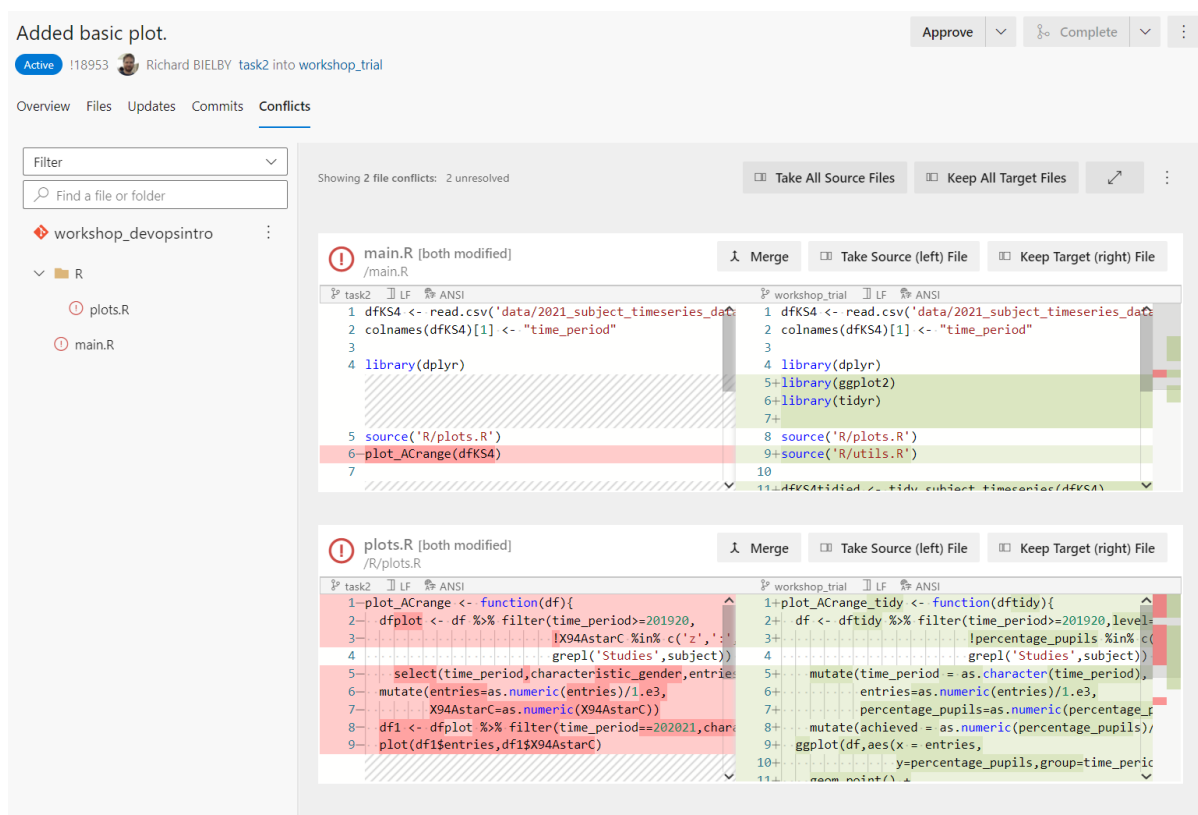 Added basic plot.
Approve
Complete
Active !18953 Richard BIELBY task2 into workshop_trial
Overview Files Updates Commits Conflicts
Filter
Find a file or folder
workshop_devopsintro
R
plots.R
main.R
Showing 2 file conflicts: 2 unresolved
Take All Source Files
Keep All Target Files
main.R [both modified]
/main.R
Merge
Take Source (left) File
Keep Target (right) File
task2 LF ANSI
1 dfKS4 <- read.csv('data/2021_subject_timeseries_data
2 colnames(dfKS4)[1] <- "time_period"
3
4 library(dplyr)
5 source('R/plots.R')
6-plot_ACrange(dfKS4)
7
workshop_trial LF ANSI
1 dfKS4 <- read.csv('data/2021_subject_timeseries_data
2 colnames(dfKS4)[1] <- "time_period"
3
4 library(dplyr)
5+library(ggplot2)
6+library(tidyr)
7+
8 source('R/plots.R')
9+source('R/utils.R')
10
11+dfKS4tidied <- tidy_subject_timeseries(dfKS4)
plots.R [both modified]
/R/plots.R
Merge
Take Source (left) File
Keep Target (right) File
task2 LF ANSI
1-plot_ACrange <- function(df){
2- dfplot <- df %>% filter(time_period>=201920,
3- !X94AstarC %in% c('z',':',
4 grepl('Studies',subject))
5- select(time_period,characteristic_gender,entries
6- mutate(entries=as.numeric(entries)/1.e3,
7- X94AstarC=as.numeric(X94AstarC))
8- df1 <- dfplot %>% filter(time_period==202021,chara
9- plot(df1$entries,df1$X94AstarC)
workshop_trial LF ANSI
1+plot_ACrange_tidy <- function(dftidy){
2+ df <- dftidy %>% filter(time_period>=201920,level=
3+ !percentage_pupils %in% c(
4 grepl('Studies',subject))
5+ mutate(time_period = as.character(time_period),
6+ entries=as.numeric(entries)/1.e3,
7+ percentage_pupils=as.numeric(percentage_p
8+ mutate(achieved = as.numeric(percentage_pupils)/
9+ ggplot(df,aes(x = entries,
10+ y=percentage_pupils,group=time_peric
11+ geom_point() +